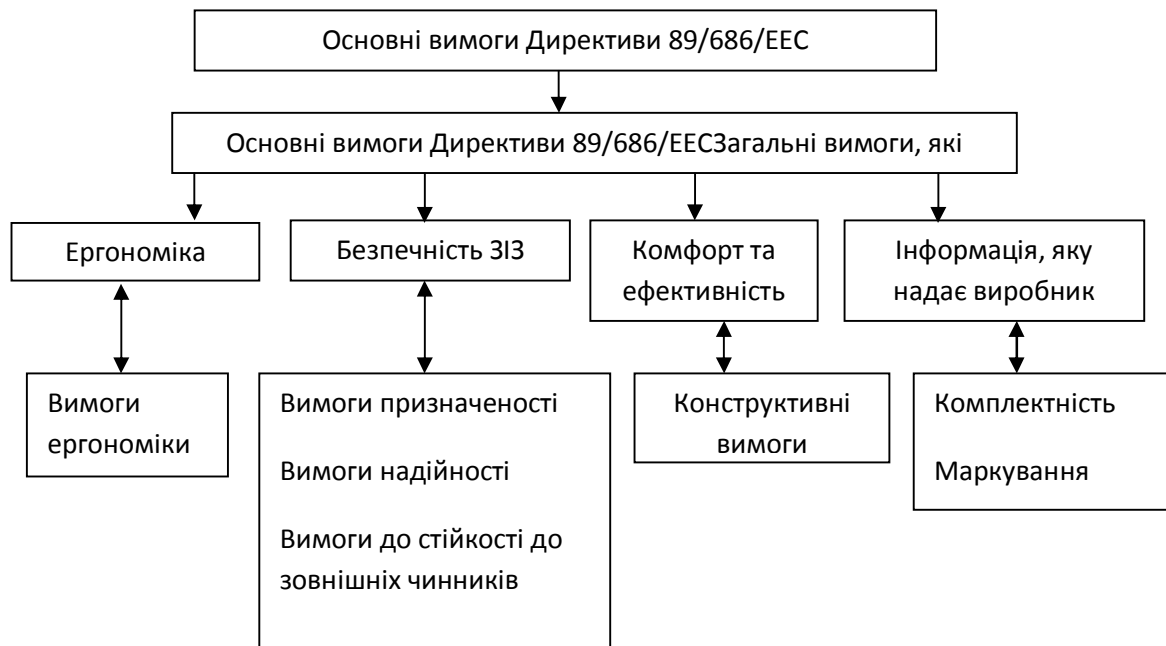 Основні вимоги Директиви 89/686/ЕЕС
Основні вимоги Директиви 89/686/ЕЕСЗагальні вимоги, які
Ергономіка
Безпечність ЗІЗ
Комфорт та
ефективність
Інформація, яку
надає виробник
Вимоги
ергономіки
Вимоги призначеності
Вимоги надійності
Вимоги до стійкості до
зовнішніх чинників
Конструктивні
вимоги
Комплектність
Маркування